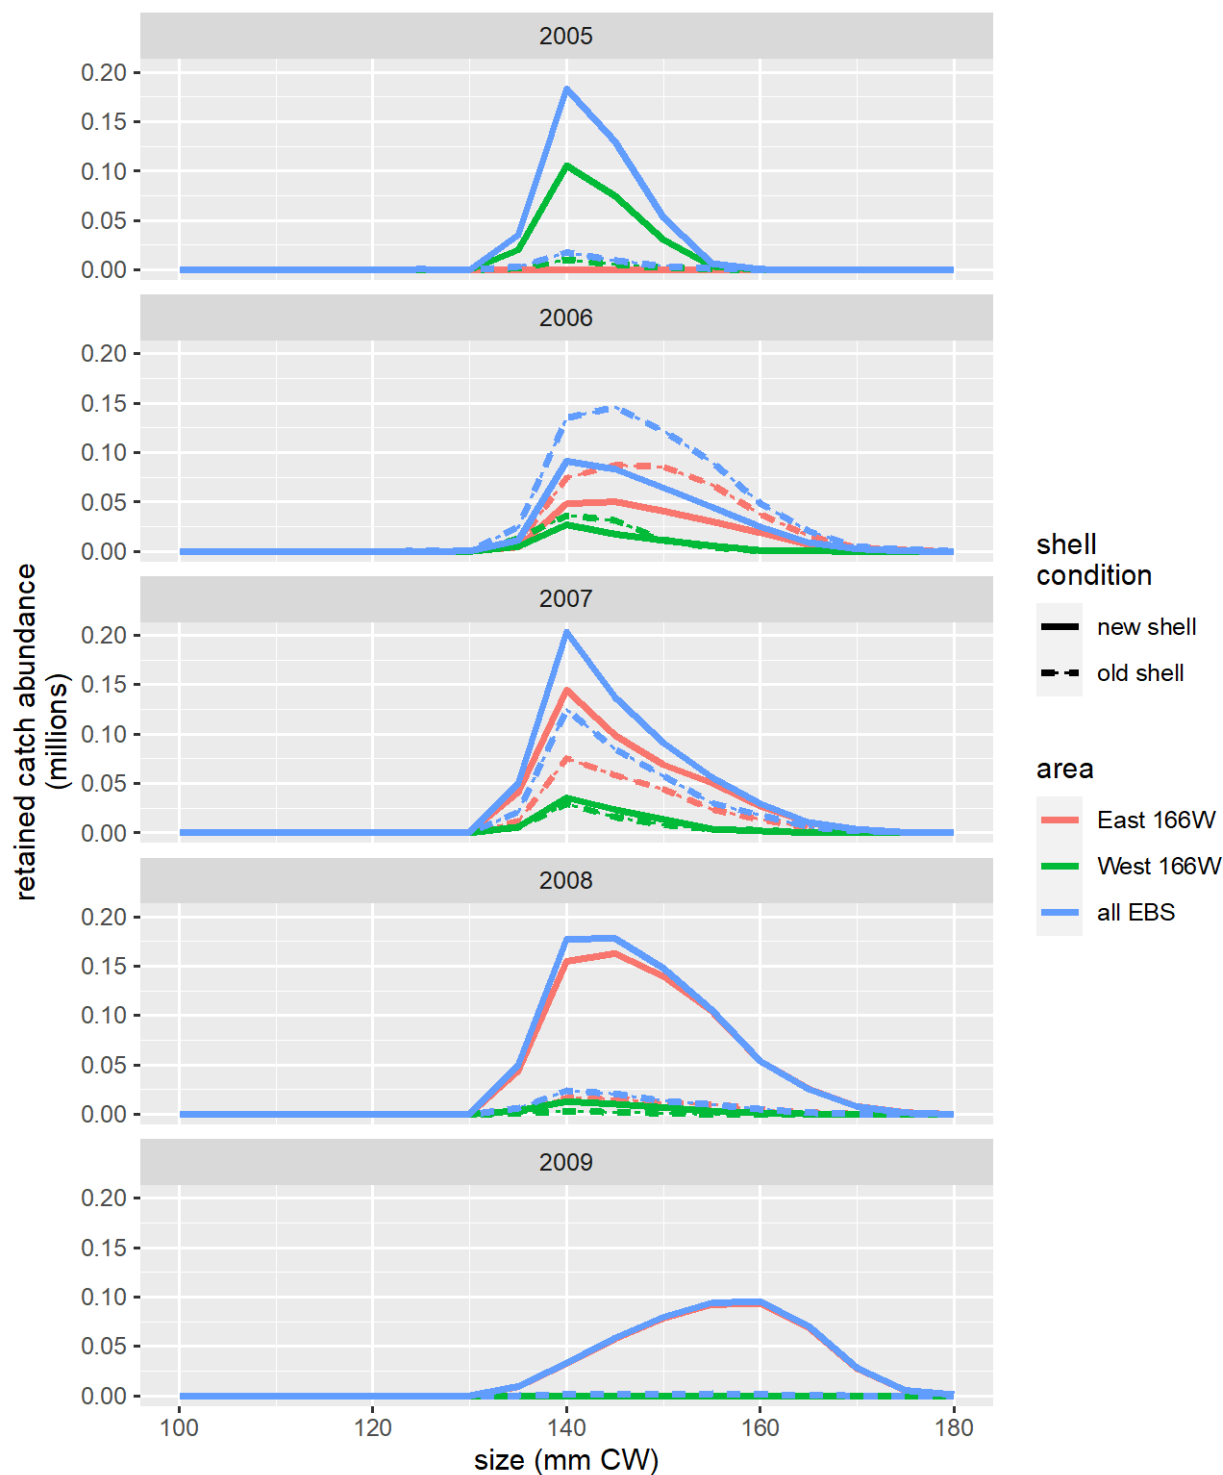 2005
0.20
0.15
0.10
0.05
0.00
2006
0.20
0.15
0.10
0.05
0.00
2007
0.20
0.15
0.10
0.05
0.00
2008
0.20
0.15
0.10
0.05
0.00
2009
0.20
0.15
0.10
0.05
0.00
100 120 140 160 180
size (mm CW)
retained catch abundance
(millions)
shell
condition
new shell
old shell
area
East 166W
West 166W
all EBS